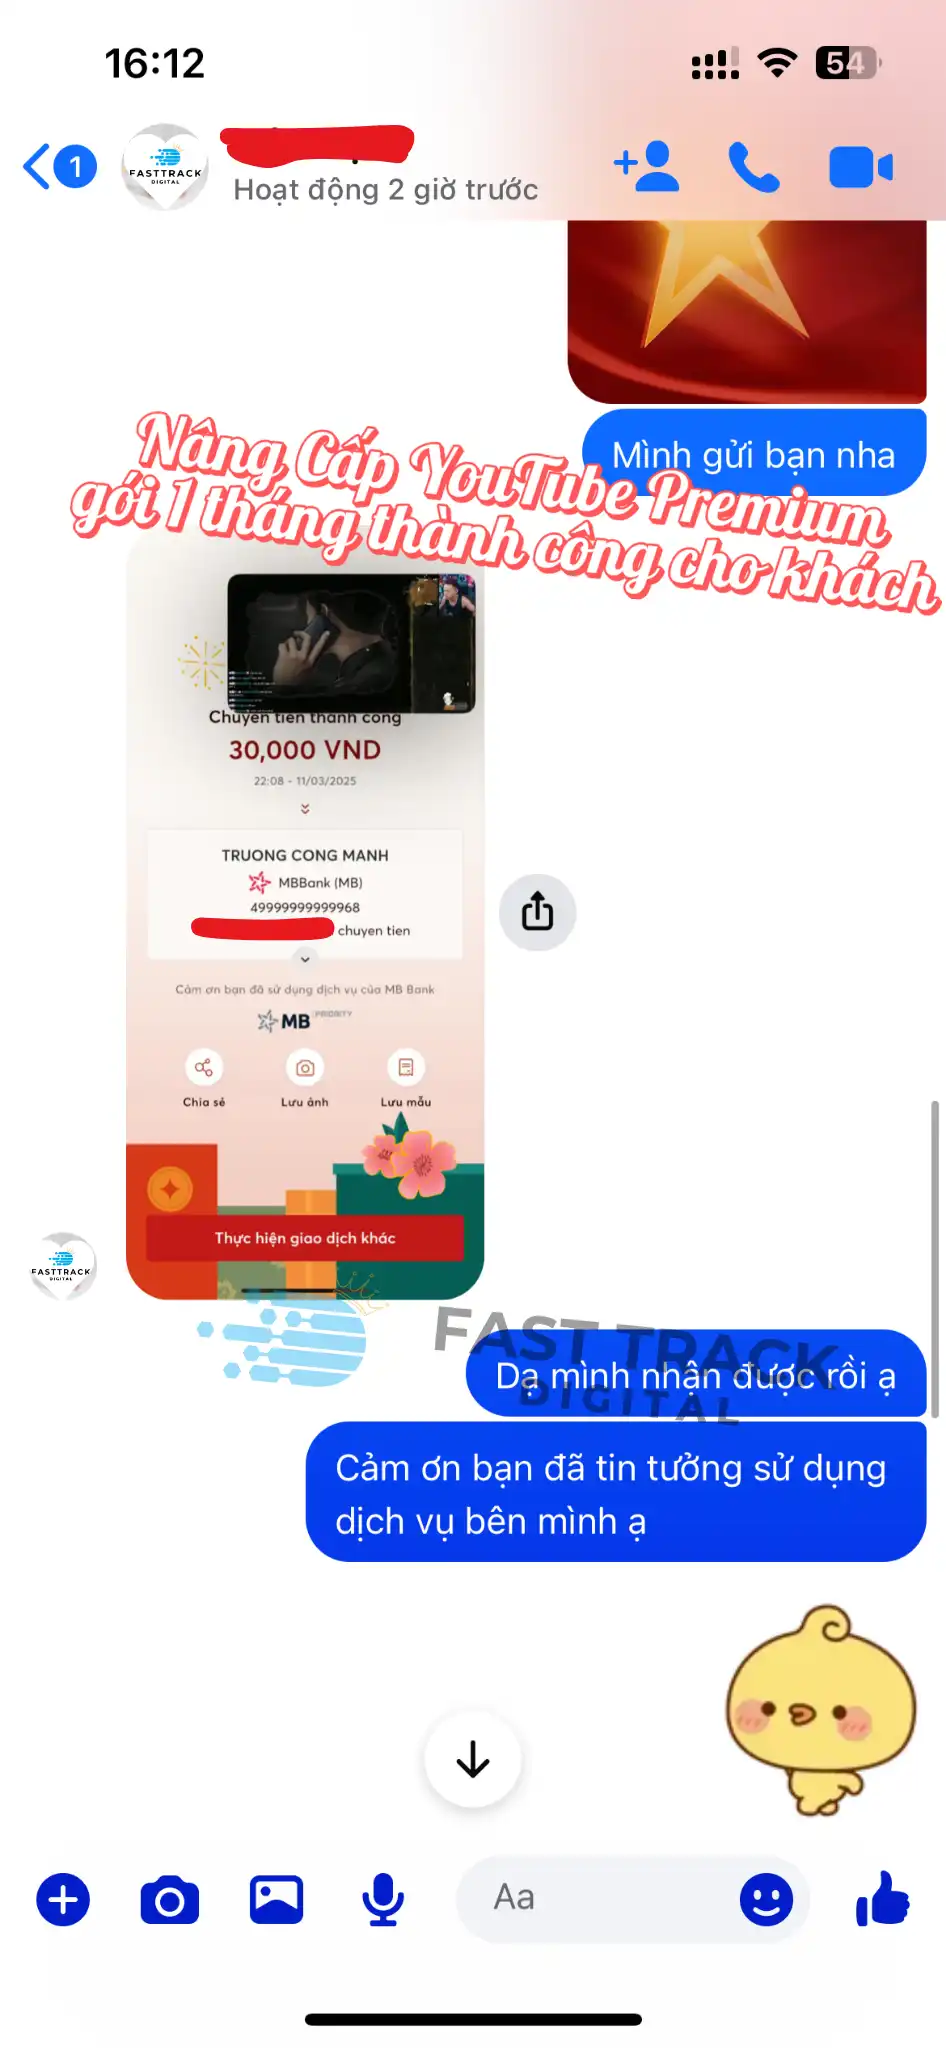 16:12
54
1
FASTTRACK
DIGITAL
Hoạt động 2 giờ trước
Mình gửi bạn nha
Nâng Cấp YouTube Premium
gói 1 tháng thành công cho khách
Chuyển tiền thành công
30,000 VND
22:08 - 11/03/2025
TRUONG CONG MANH
MBBank (MB)
49999999999968
chuyen tien
Cảm ơn bạn đã sử dụng dịch vụ của MB Bank
MB PRIORITY
Chia sẻ
Lưu ảnh
Lưu mẫu
Thực hiện giao dịch khác
FASTTRACK
DIGITAL
FAST TRACK
DIGITAL
Dạ mình nhận được rồi ạ
Cảm ơn bạn đã tin tưởng sử dụng
dịch vụ bên mình ạ
Aa